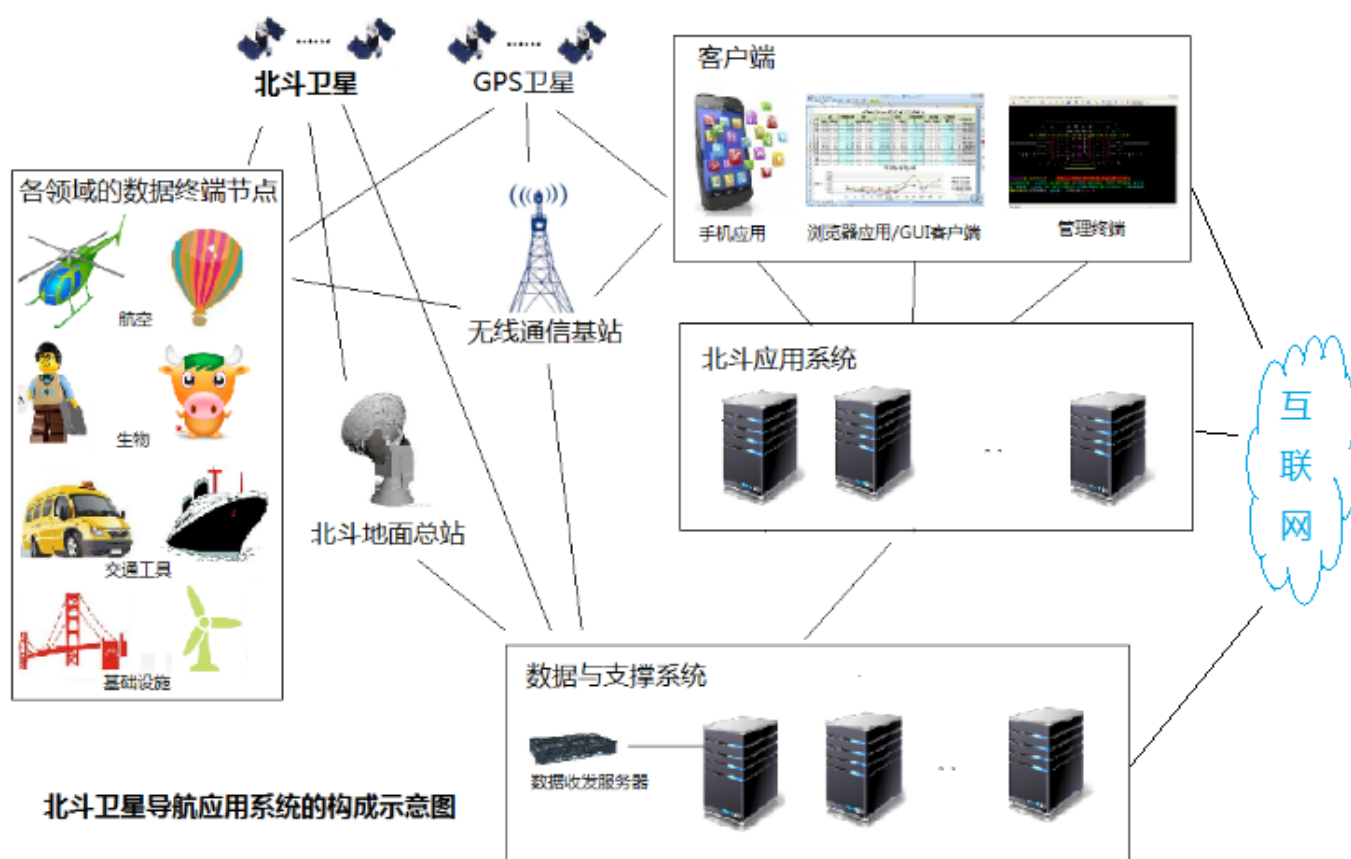 北斗卫星
GPS卫星
客户端
手机应用
浏览器应用/GUI客户端
管理终端
各领域的数据终端节点
航空
生物
交通工具
基础设施
无线通信基站
北斗地面总站
北斗应用系统
互
联
网
数据与支撑系统
数据收发服务器
北斗卫星导航应用系统的构成示意图